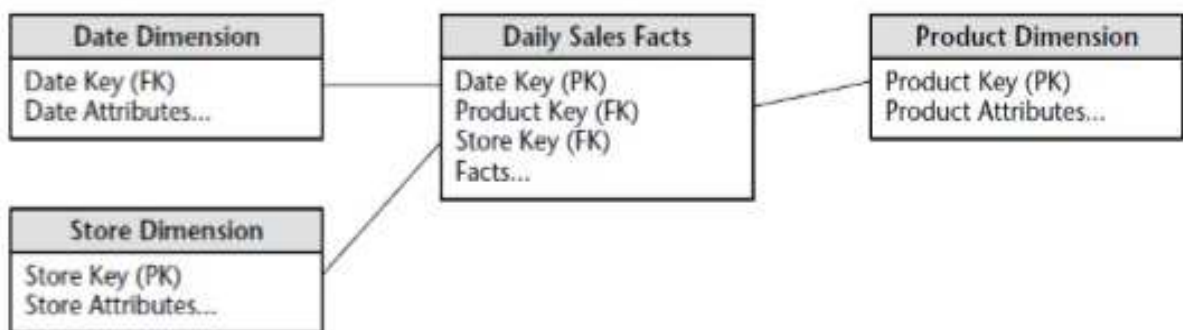 Date Dimension
Date Key (FK)
Date Attributes...
Daily Sales Facts
Date Key (PK)
Product Key (FK)
Store Key (FK)
Facts...
Product Dimension
Product Key (PK)
Product Attributes...
Store Dimension
Store Key (PK)
Store Attributes...